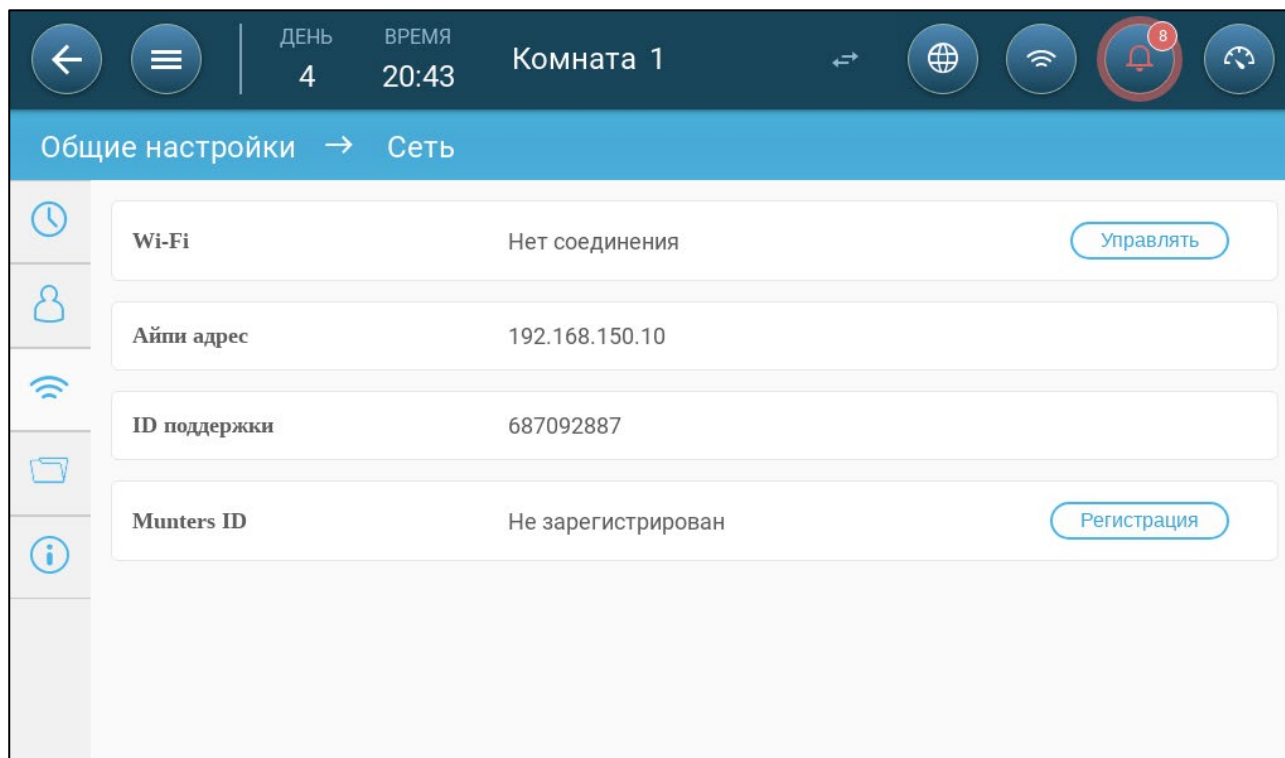 ДЕНЬ ВРЕМЯ
4 20:43 Комната 1 8
Общие настройки → Сеть
Wi-Fi Нет соединения Управлять
Айпи адрес 192.168.150.10
ID поддержки 687092887
Munters ID Не зарегистрирован Регистрация